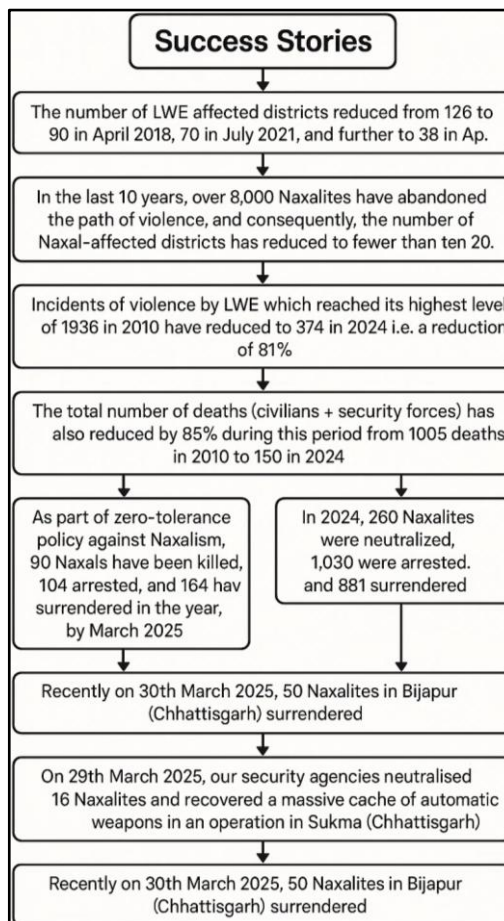 Success Stories
The number of LWE affected districts reduced from 126 to
90 in April 2018, 70 in July 2021, and further to 38 in Ap.
In the last 10 years, over 8,000 Naxalites have abandoned
the path of violence, and consequently, the number of
Naxal-affected districts has reduced to fewer than ten 20.
Incidents of violence by LWE which reached its highest level
of 1936 in 2010 have reduced to 374 in 2024 i.e. a reduction
of 81%
The total number of deaths (civilians + security forces) has
also reduced by 85% during this period from 1005 deaths
in 2010 to 150 in 2024
As part of zero-tolerance
policy against Naxalism,
90 Naxals have been killed,
104 arrested, and 164 hav
surrendered in the year,
by March 2025
In 2024, 260 Naxalites
were neutralized,
1,030 were arrested.
and 881 surrendered
Recently on 30th March 2025, 50 Naxalites in Bijapur
(Chhattisgarh) surrendered
On 29th March 2025, our security agencies neutralised
16 Naxalites and recovered a massive cache of automatic
weapons in an operation in Sukma (Chhattisgarh)
Recently on 30th March 2025, 50 Naxalites in Bijapur
(Chhattisgarh) surrendered